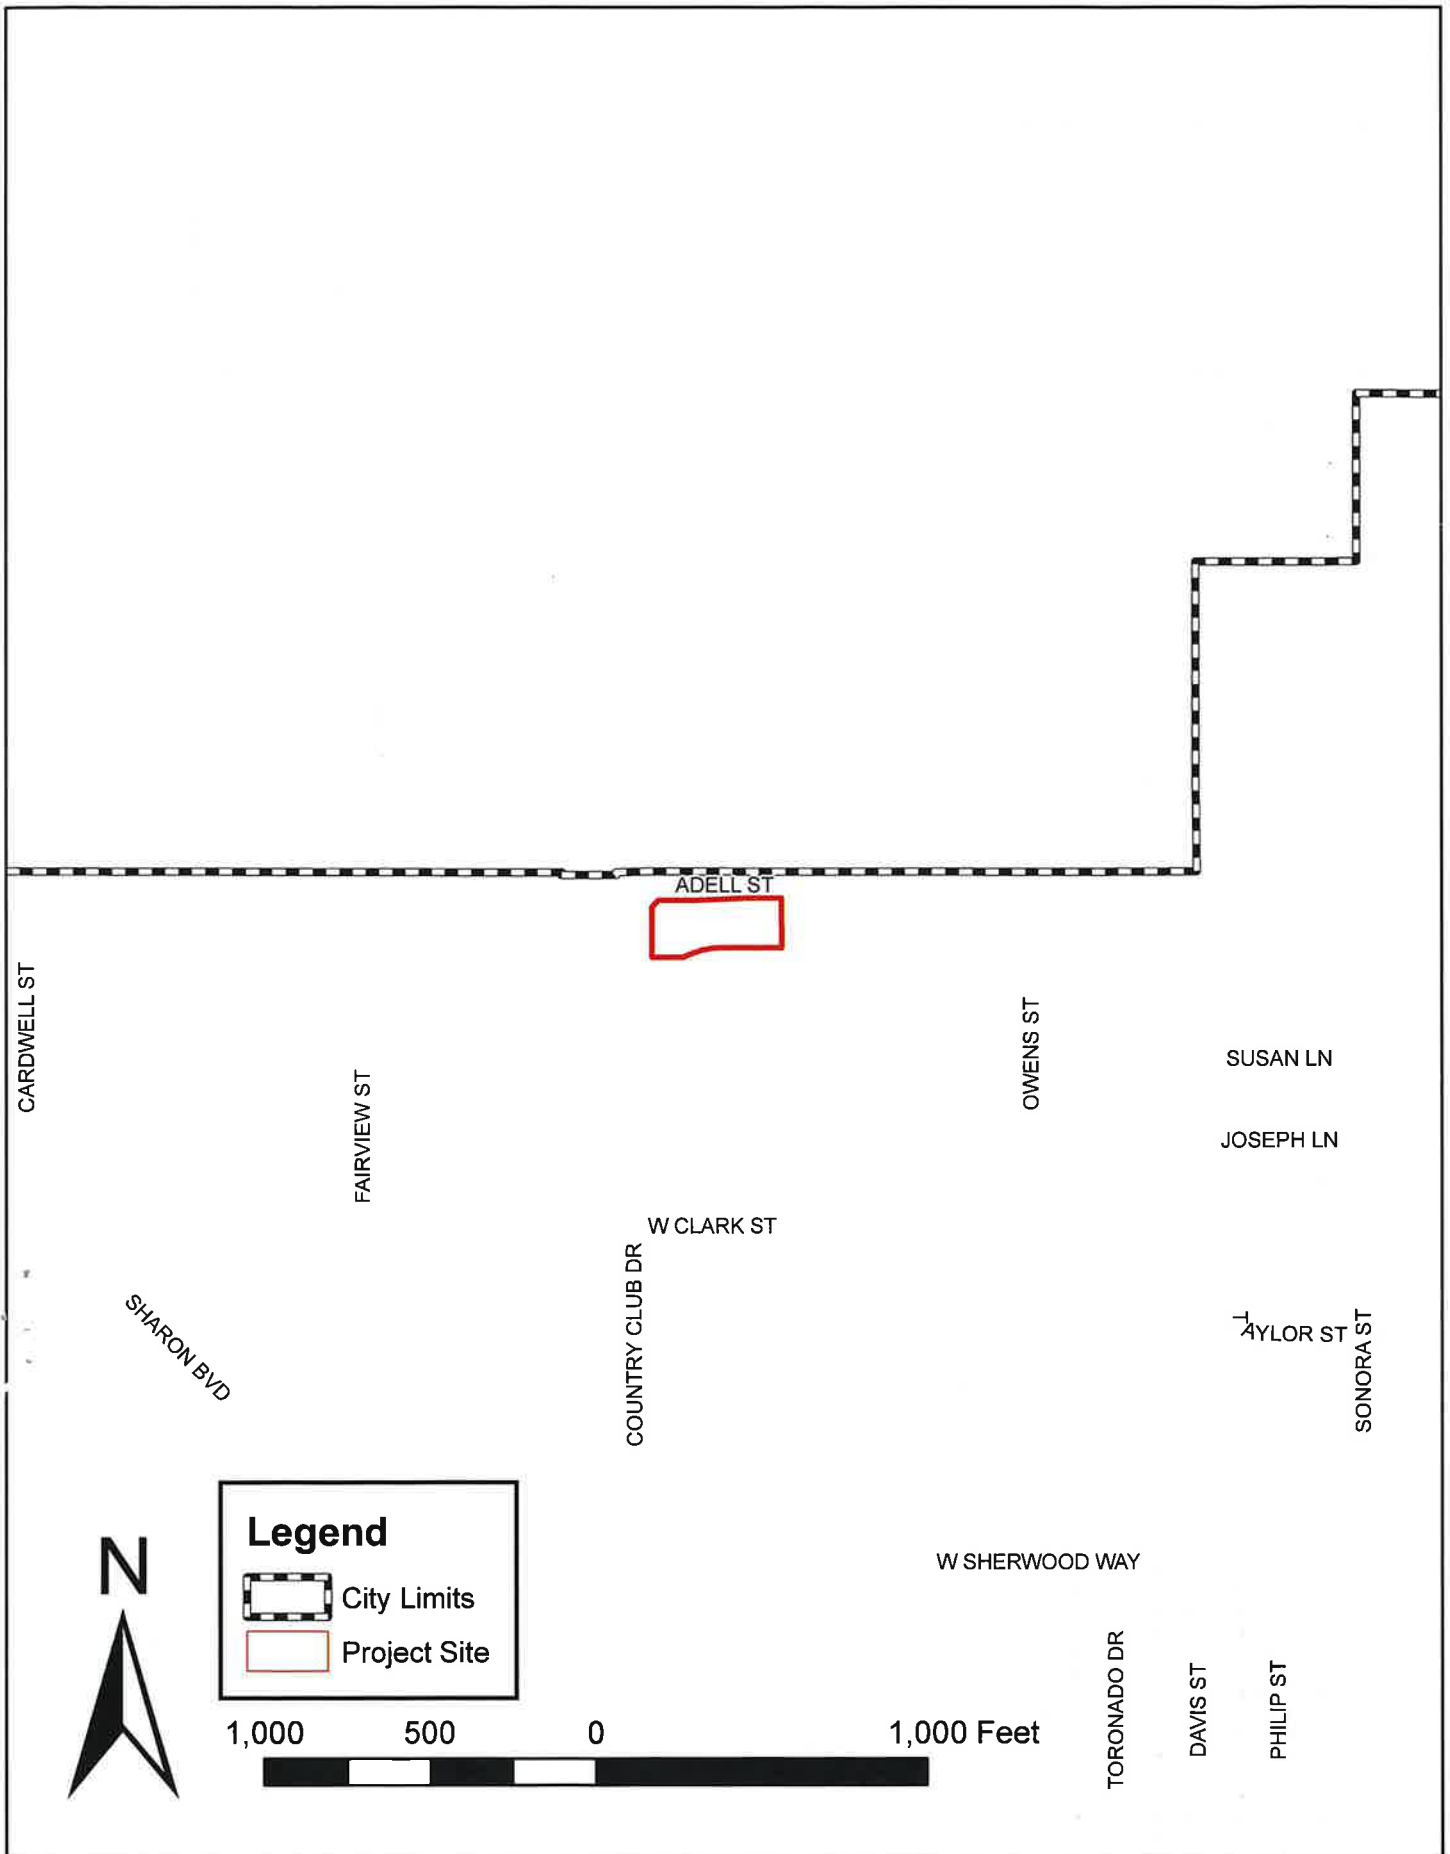 ADELL ST
CARDWELL ST
OWENS ST
SUSAN LN
FAIRVIEW ST
JOSEPH LN
W CLARK ST
COUNTRY CLUB DR
SHARON BVD
TAYLOR ST
SONORA ST
Legend
City Limits
Project Site
N
W SHERWOOD WAY
TORONADO DR
DAVIS ST
PHILIP ST
1,000 500 0 1,000 Feet